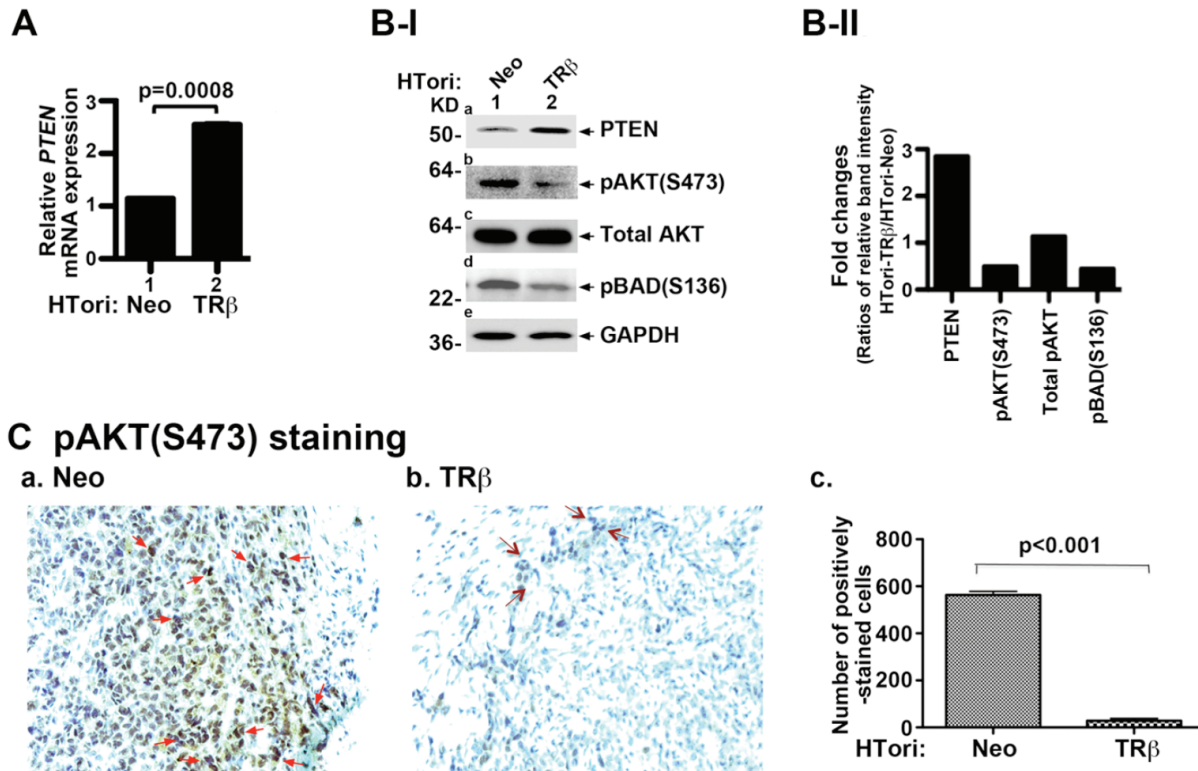 A
p=0.0008
Relative PTEN
mRNA expression
3
2
1
0
1 2
HTori: Neo TRβ
B-I
HTori: Neo TRβ
KD 1 2
a
50- PTEN
b
64- pAKT(S473)
c
64- Total AKT
d
22- pBAD(S136)
e
36- GAPDH
B-II
Fold changes
(Ratios of relative band intensity
HTori-TRβ/HTori-Neo)
3
2
1
0
PTEN
pAKT(S473)
Total pAKT
pBAD(S136)
C pAKT(S473) staining
a. Neo
b. TRβ
c.
Number of positively
-stained cells
800
600
400
200
0
p<0.001
HTori: Neo TRβ